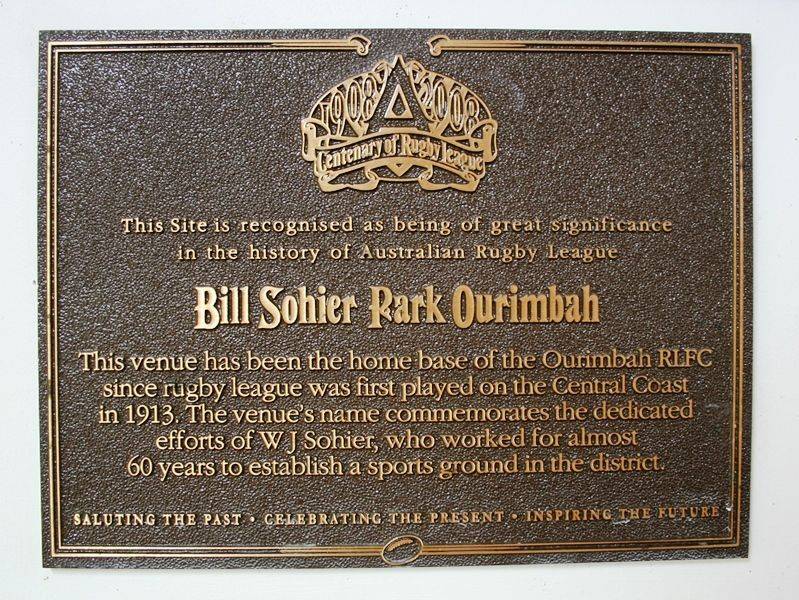 1908 2008
Centenary of Rugby league
This Site is recognised as being of great significance
in the history of Australian Rugby League
Bill Sohier Park Ourimbah
This venue has been the home base of the Ourimbah RLFC
since rugby league was first played on the Central Coast
in 1913. The venue's name commemorates the dedicated
efforts of W J Sohier, who worked for almost
60 years to establish a sports ground in the district.
SALUTING THE PAST • CELEBRATING THE PRESENT • INSPIRING THE FUTURE